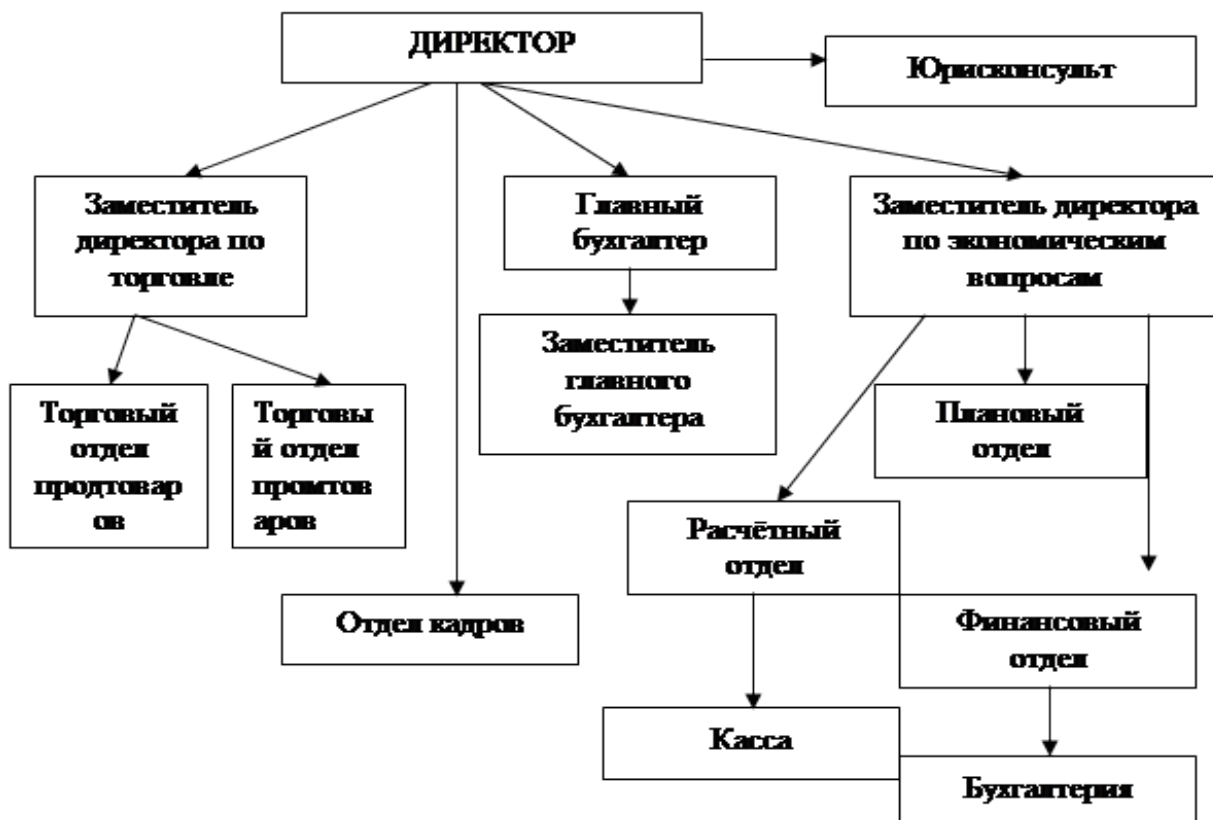 ДИРЕКТОР
Юрисконсульт
Заместитель
директора по
торговле
Главный
бухгалтер
Заместитель директора
по экономическим
вопросам
Заместитель
главного
бухгалтера
Торговый
отдел
продтовар
ов
Торговы
й отдел
промтов
аров
Плановый
отдел
Расчётный
отдел
Отдел кадров
Финансовый
отдел
Касса
Бухгалтерия